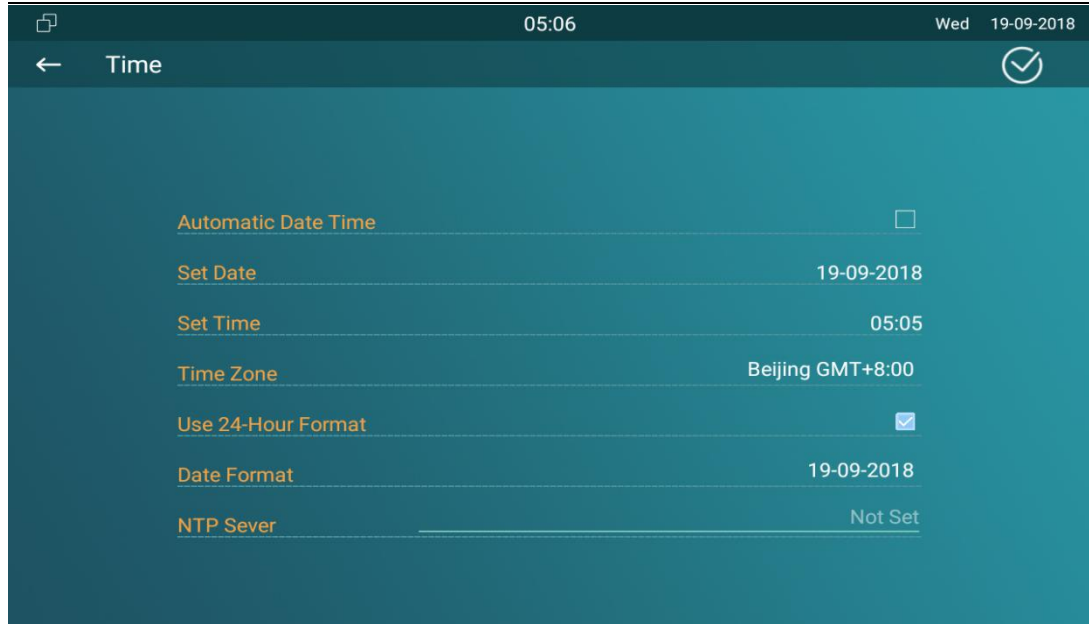 05:06 Wed 19-09-2018
Time
Automatic Date Time
Set Date 19-09-2018
Set Time 05:05
Time Zone Beijing GMT+8:00
Use 24-Hour Format
Date Format 19-09-2018
NTP Sever Not Set